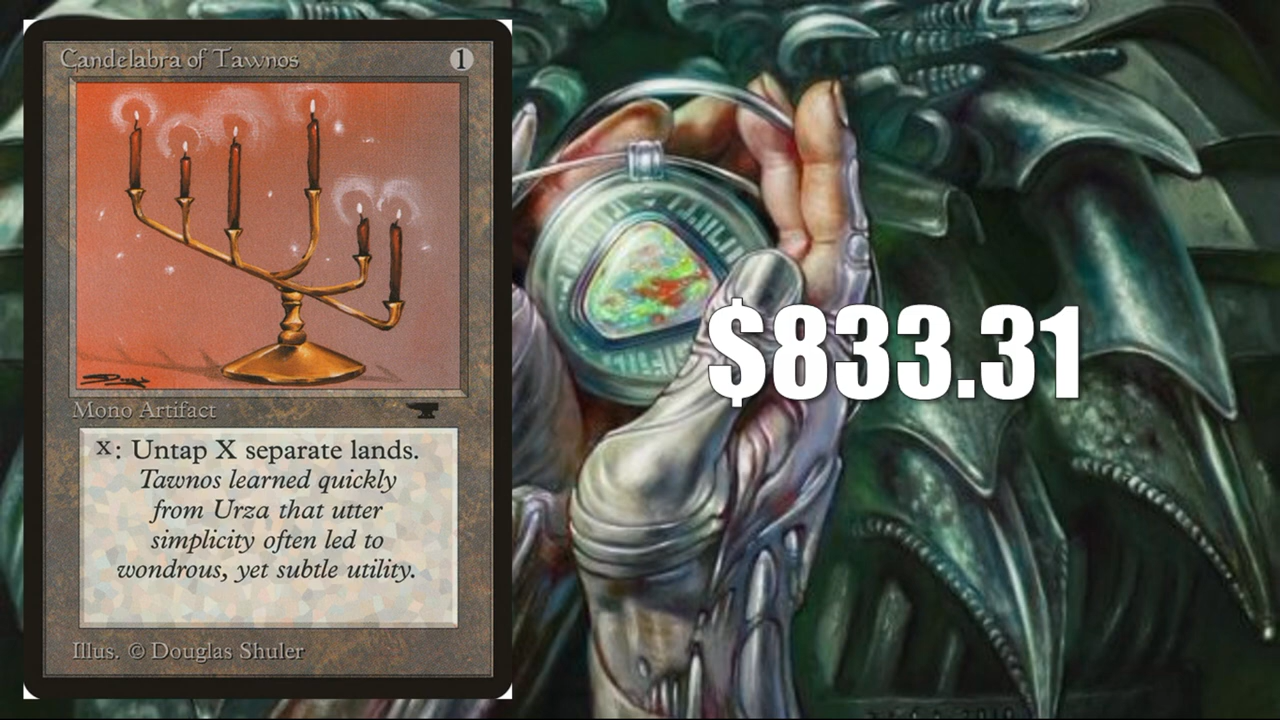 Candelabra of Tawnos 1
Mono Artifact
X: Untap X separate lands.
Tawnos learned quickly
from Urza that utter
simplicity often led to
wondrous, yet subtle utility.
Illus. © Douglas Shuler
$833.31